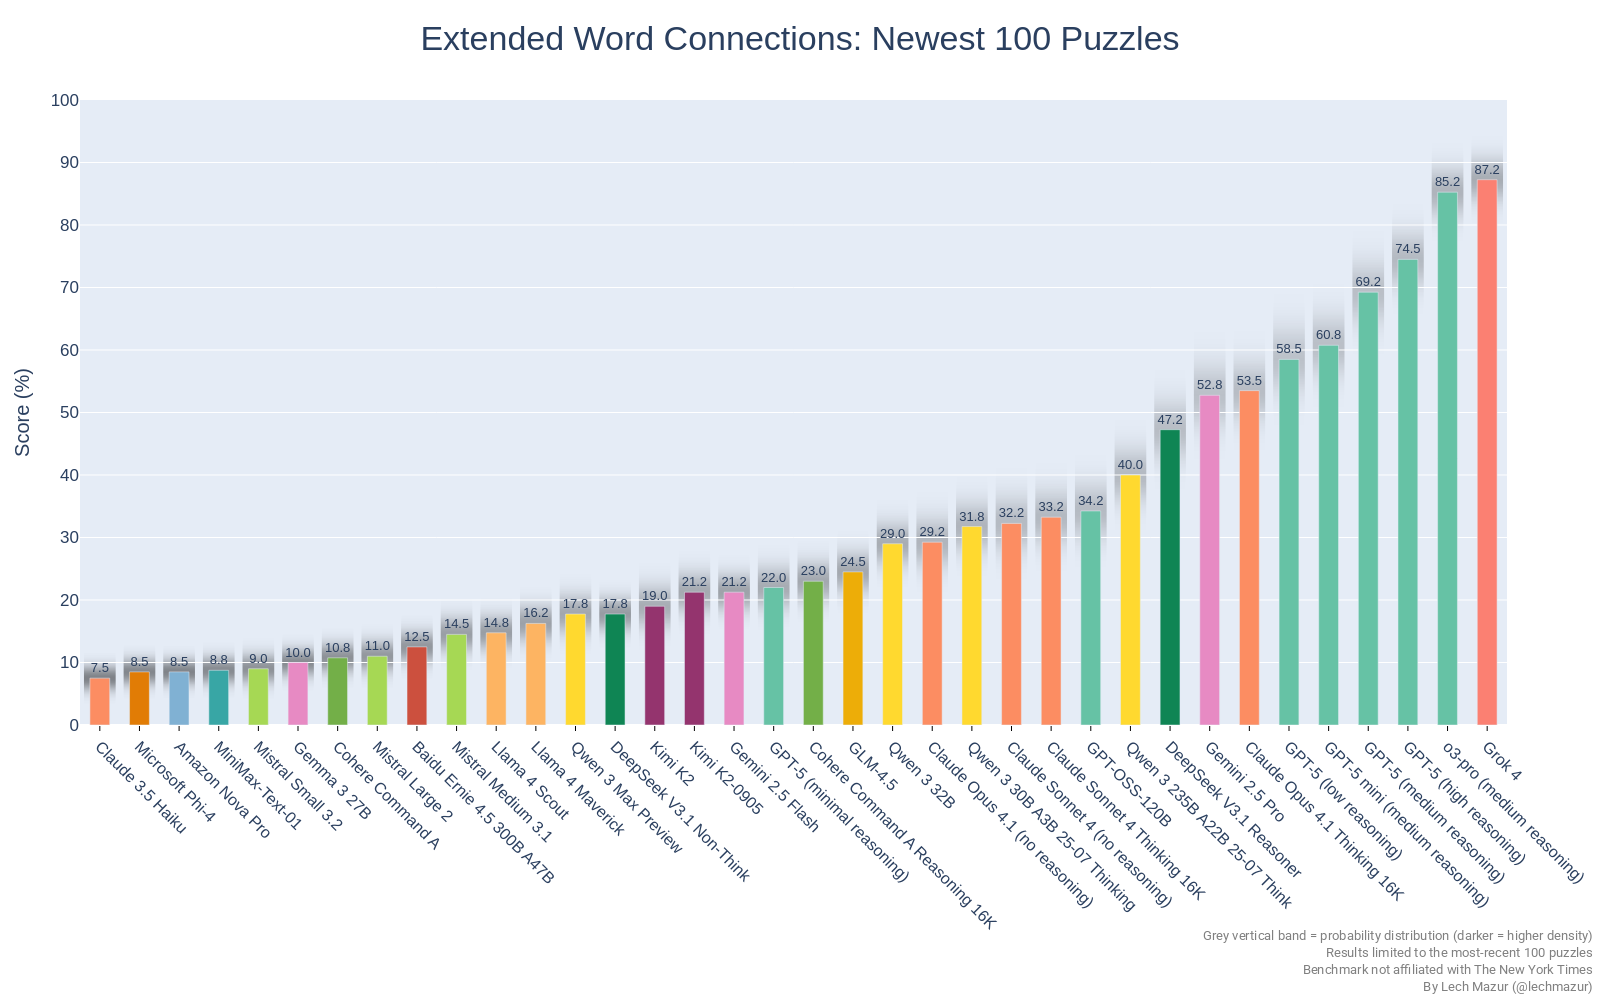 Extended Word Connections: Newest 100 Puzzles
Score (%)
100
90
80
70
60
50
40
30
20
10
0
7.5
8.5
8.5
8.8
9.0
10.0
10.8
11.0
12.5
14.5
14.8
16.2
17.8
17.8
19.0
21.2
21.2
22.0
23.0
24.5
29.0
29.2
31.8
32.2
33.2
34.2
40.0
47.2
52.8
53.5
58.5
60.8
69.2
74.5
85.2
87.2
Claude 3.5 Haiku
Microsoft Phi-4
Amazon Nova Pro
MiniMax-Text-01
Mistral Small 3.2
Gemma 3 27B
Cohere Command A
Mistral Large 2
Baidu Ernie 4.5 300B A47B
Mistral Medium 3.1
Llama 4 Scout
Llama 4 Maverick
Qwen 3 Max Preview
DeepSeek V3.1 Non-Think
Kimi K2
Kimi K2-0905
Gemini 2.5 Flash
GPT-5 (minimal reasoning)
Cohere Command A Reasoning 16K
GLM-4.5
Qwen 3 32B
Claude Opus 4.1 (no reasoning)
Qwen 3 30B A3B 25-07 Thinking
Claude Sonnet 4 (no reasoning)
Claude Sonnet 4 Thinking 16K
GPT-OSS-120B
Qwen 3 235B A22B 25-07 Think
DeepSeek V3.1 Reasoner
Gemini 2.5 Pro
Claude Opus 4.1 Thinking 16K
GPT-5 (low reasoning)
GPT-5 mini (medium reasoning)
GPT-5 (medium reasoning)
GPT-5 (high reasoning)
o3-pro (medium reasoning)
Grok 4
Grey vertical band = probability distribution (darker = higher density)
Results limited to the most-recent 100 puzzles
Benchmark not affiliated with The New York Times
By Lech Mazur (@lechmazur)